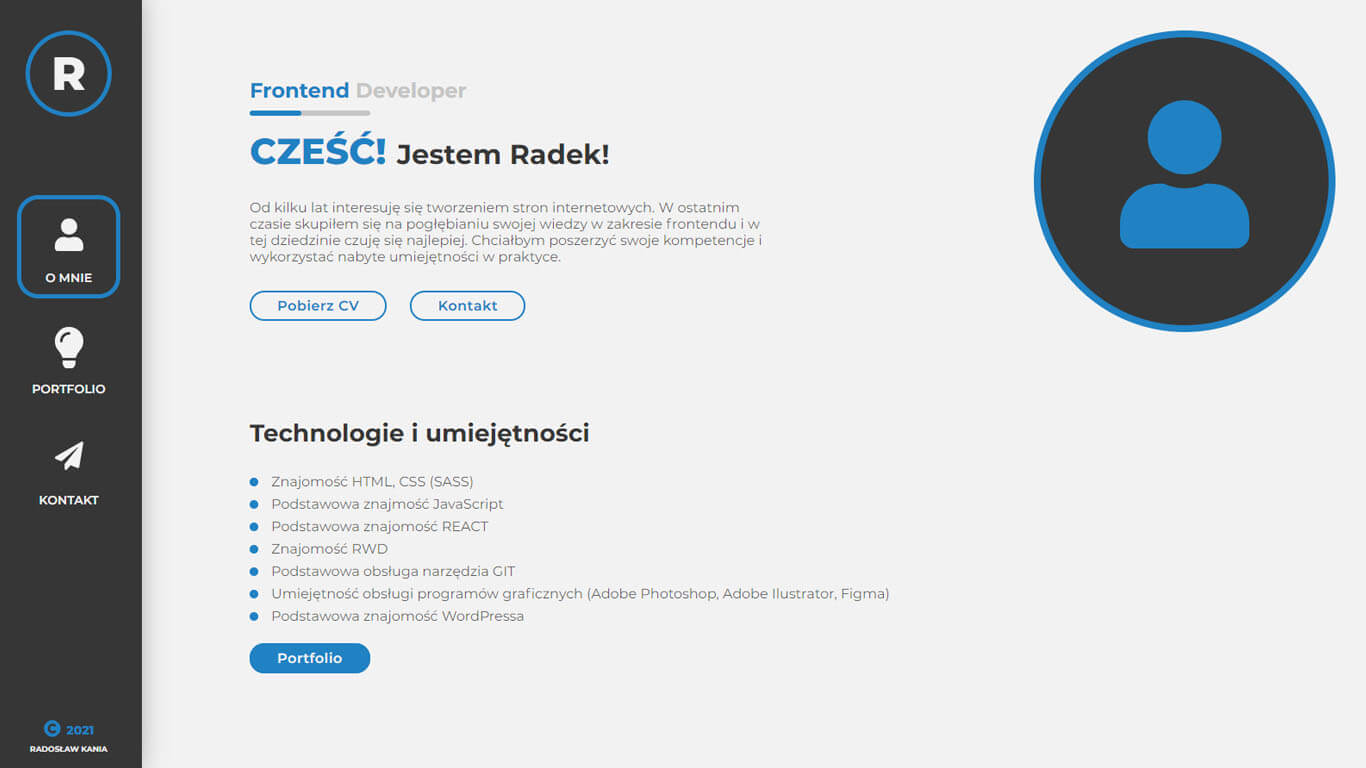 R
O MNIE
PORTFOLIO
KONTAKT
© 2021
RADOSŁAW KANIA
Frontend Developer
CZEŚĆ! Jestem Radek!
Od kilku lat interesuję się tworzeniem stron internetowych. W ostatnim
czasie skupiłem się na pogłębianiu swojej wiedzy w zakresie frontendu i w
tej dziedzinie czuję się najlepiej. Chciałbym poszerzyć swoje kompetencje i
wykorzystać nabyte umiejętności w praktyce.
Pobierz CV
Kontakt
Technologie i umiejętności
Znajomość HTML, CSS (SASS)
Podstawowa znajmość JavaScript
Podstawowa znajomość REACT
Znajomość RWD
Podstawowa obsługa narzędzia GIT
Umiejętność obsługi programów graficznych (Adobe Photoshop, Adobe Ilustrator, Figma)
Podstawowa znajomość WordPressa
Portfolio